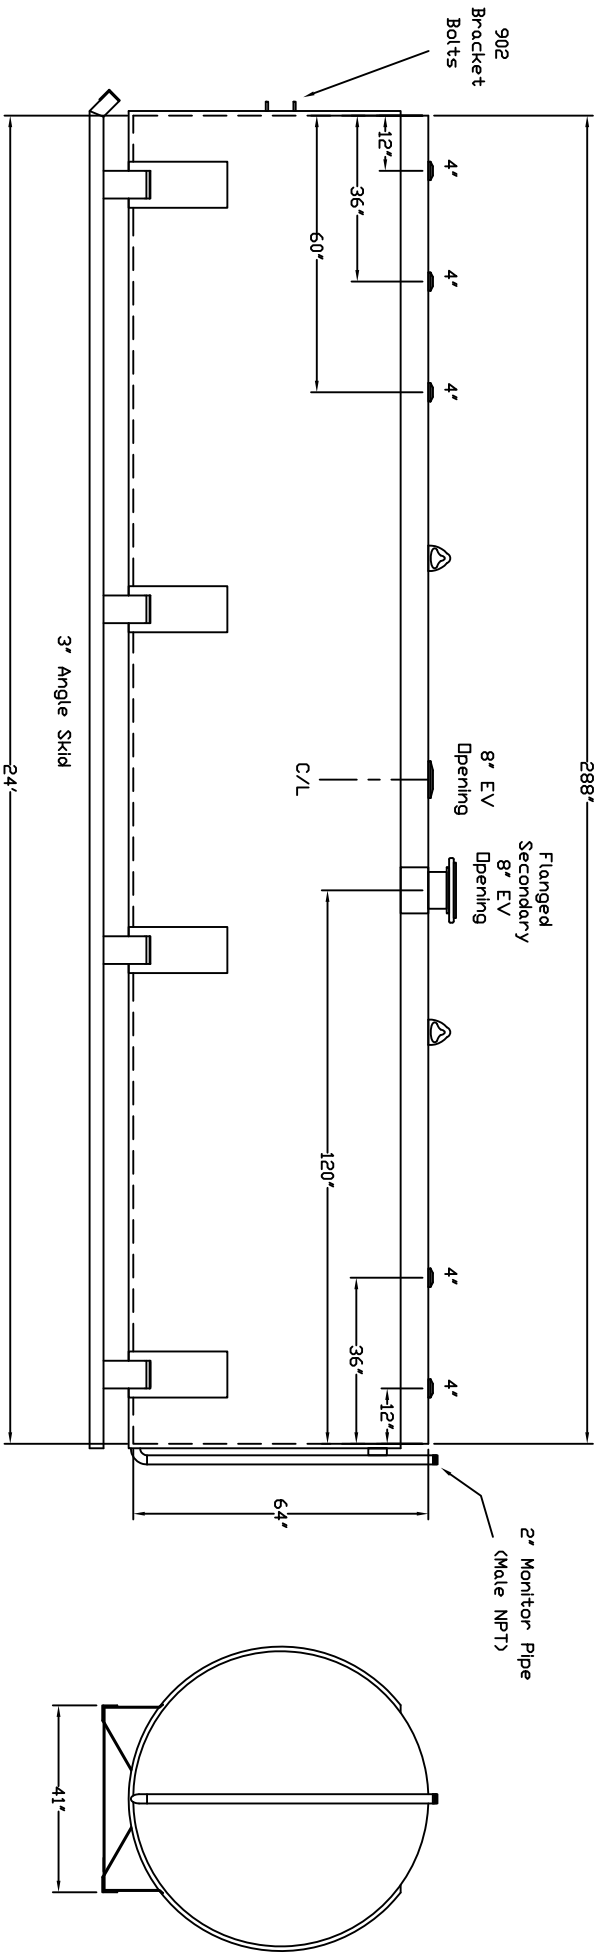 288"
Flanged
Secondary
8" EV
Opening
902
Bracket
Bolts
2" Monitor Pipe
(Male NPT)
8" EV
Opening
4"
4"
4"
4"
4"
12"
36"
60"
C/L
120"
36"
12"
64"
3" Angle Skid
41"
24'